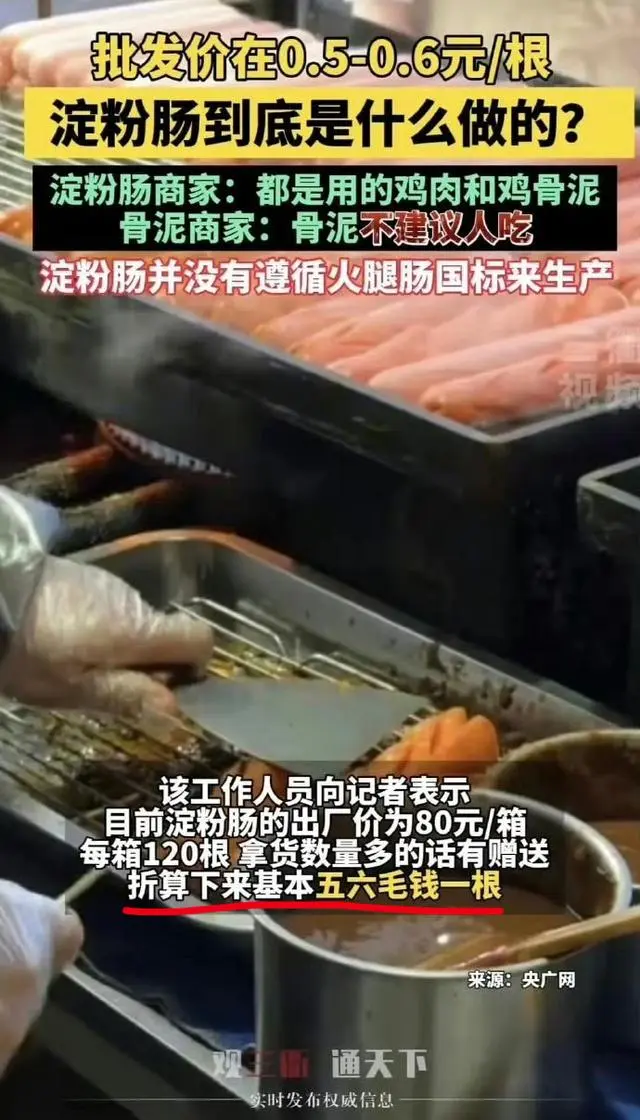 批发价在0.5-0.6元/根
淀粉肠到底是什么做的？
淀粉肠商家：都是用的鸡肉和鸡骨泥
骨泥商家：骨泥不建议人吃
淀粉肠并没有遵循火腿肠国标来生产
视频
该工作人员向记者表示
目前淀粉肠的出厂价为80元/箱
每箱120根 拿货数量多的话有赠送
折算下来基本五六毛钱一根
来源：央广网
观三街 通天下
实时发布权威信息